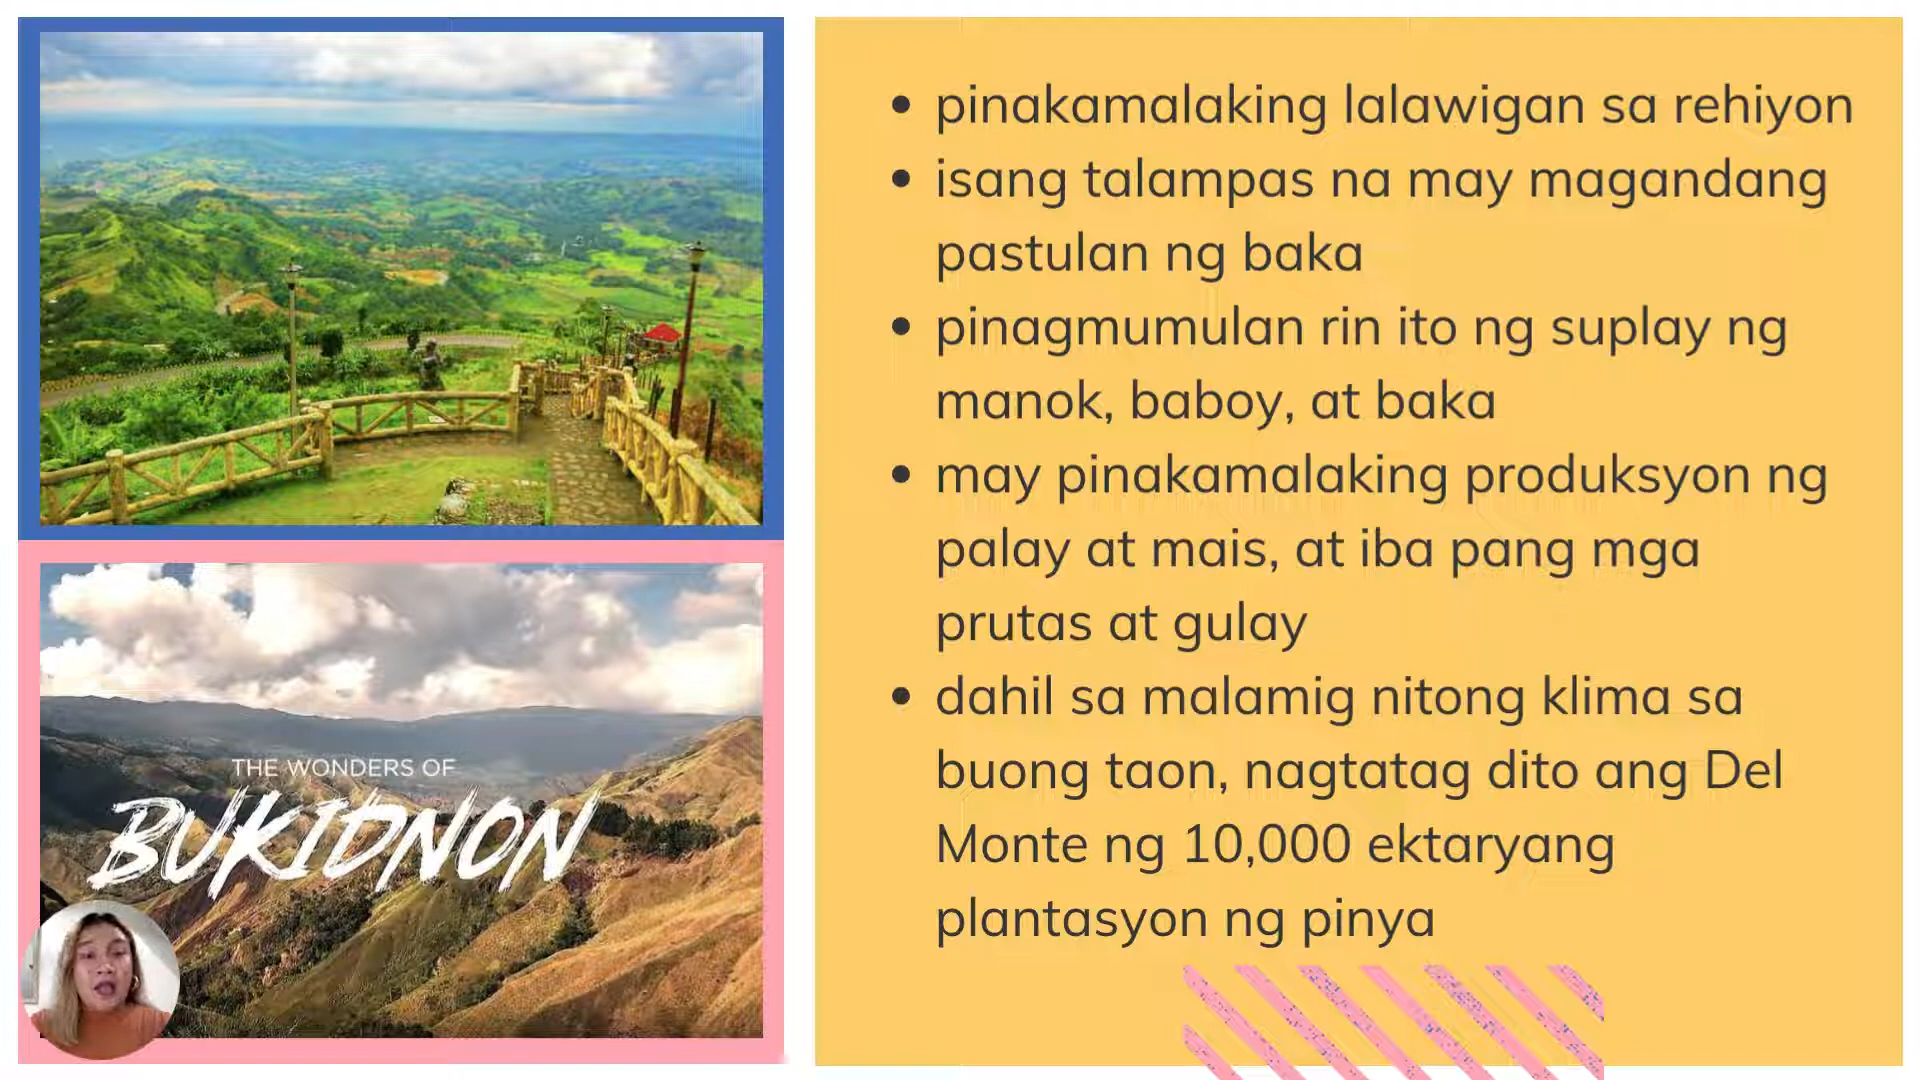 THE WONDERS OF
BUKIDNON
pinakamalaking lalawigan sa rehiyon
isang talampas na may magandang
pastulan ng baka
pinagmumulan rin ito ng suplay ng
manok, baboy, at baka
may pinakamalaking produksyon ng
palay at mais, at iba pang mga
prutas at gulay
dahil sa malamig nitong klima sa
buong taon, nagtatag dito ang Del
Monte ng 10,000 ektaryang
plantasyon ng pinya